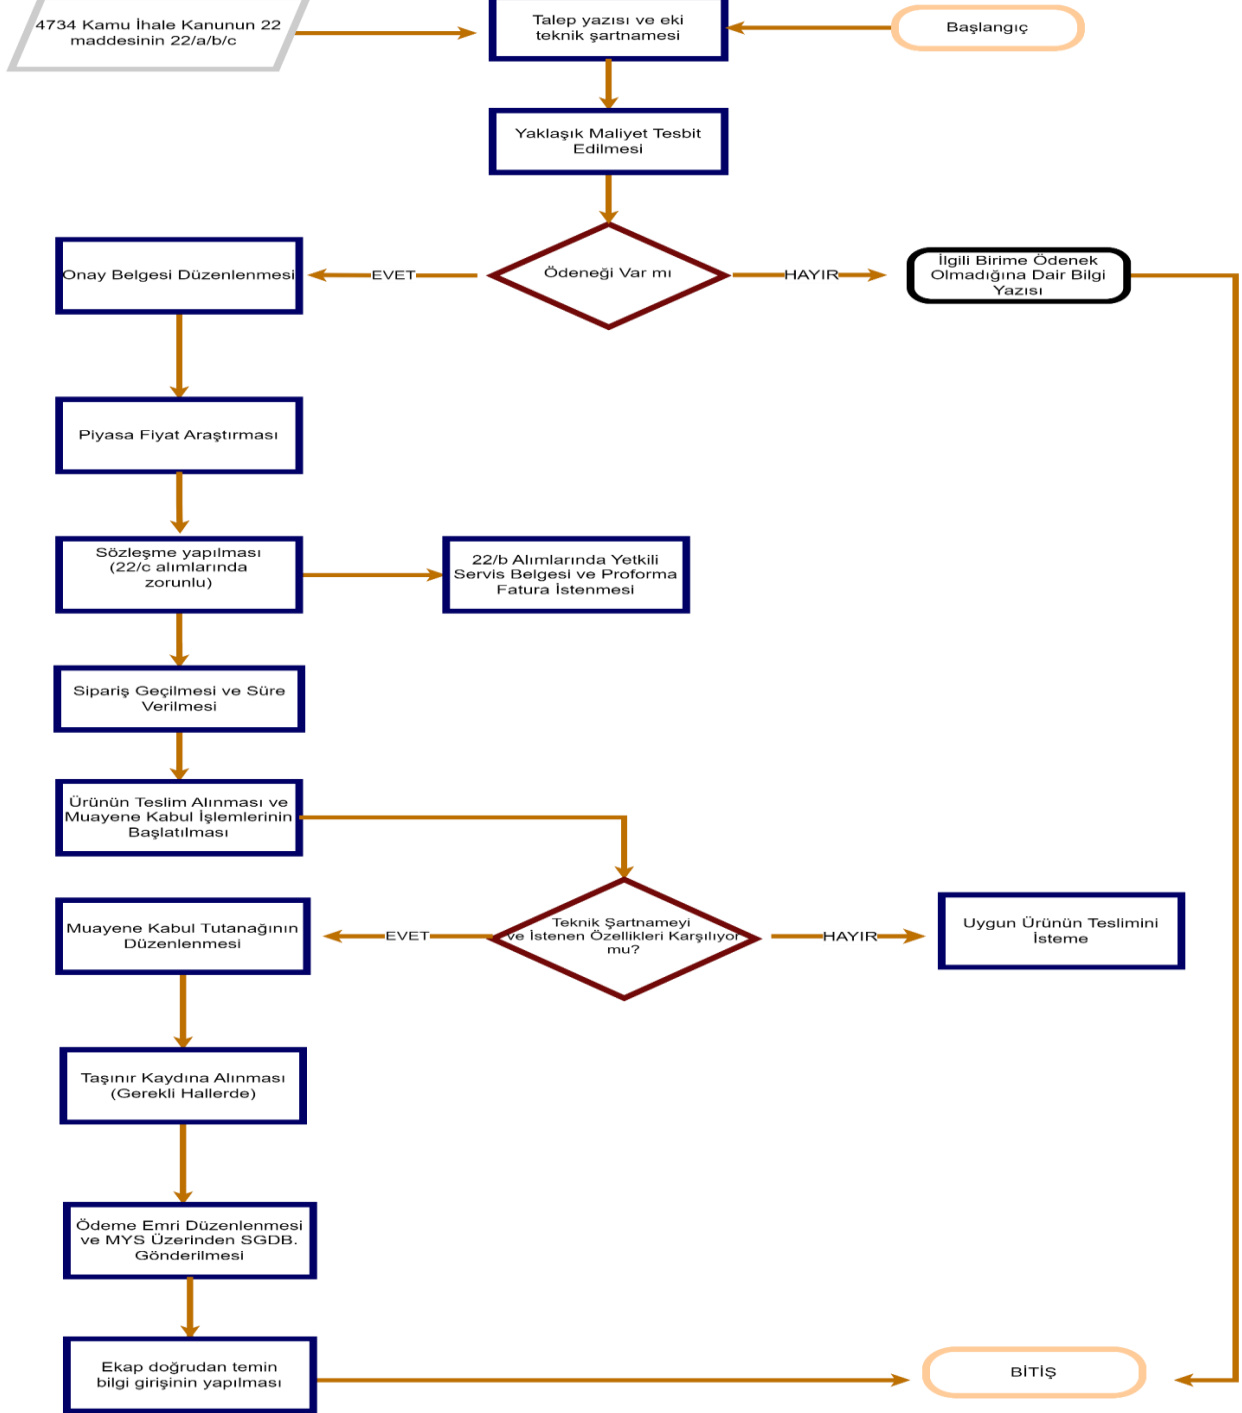 4734 Kamu İhale Kanunun 22
maddesinin 22/a/b/c
Talep yazısı ve eki
teknik şartnamesi
Başlangıç
Yaklaşık Maliyet Tesbit
Edilmesi
Onay Belgesi Düzenlenmesi
EVET
Ödeneği Var mı
HAYIR
İlgili Birime Ödenek
Olmadığına Dair Bilgi
Yazısı
Piyasa Fiyat Araştırması
Sözleşme yapılması
(22/c alımlarında
zorunlu)
22/b Alımlarında Yetkili
Servis Belgesi ve Proforma
Fatura İstenmesi
Sipariş Geçilmesi ve Süre
Verilmesi
Ürünün Teslim Alınması ve
Muayene Kabul İşlemlerinin
Başlatılması
Muayene Kabul Tutanağının
Düzenlenmesi
EVET
Teknik Şartnameyi
ve İstenen Özellikleri Karşılıyor
mu?
HAYIR
Uygun Ürünün Teslimini
İsteme
Taşınır Kaydına Alınması
(Gerekli Hallerde)
Ödeme Emri Düzenlenmesi
ve MYS Üzerinden SGDB.
Gönderilmesi
Ekap doğrudan temin
bilgi girişinin yapılması
BİTİŞ